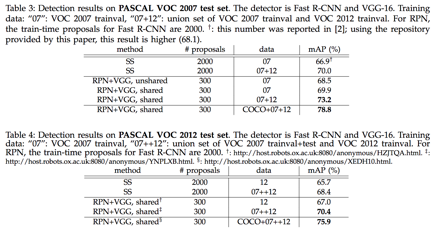 Table 3: Detection results on PASCAL VOC 2007 test set. The detector is Fast R-CNN and VGG-16. Training
data: "07": VOC 2007 trainval, "07+12": union set of VOC 2007 trainval and VOC 2012 trainval. For RPN,
the train-time proposals for Fast R-CNN are 2000. †: this number was reported in [2]; using the repository
provided by this paper, this result is higher (68.1).
method # proposals data mAP (%)
SS 2000 07 66.9†
SS 2000 07+12 70.0
RPN+VGG, unshared 300 07 68.5
RPN+VGG, shared 300 07 69.9
RPN+VGG, shared 300 07+12 73.2
RPN+VGG, shared 300 COCO+07+12 78.8
Table 4: Detection results on PASCAL VOC 2012 test set. The detector is Fast R-CNN and VGG-16. Training
data: "07": VOC 2007 trainval, "07++12": union set of VOC 2007 trainval+test and VOC 2012 trainval. For
RPN, the train-time proposals for Fast R-CNN are 2000. †: http://host.robots.ox.ac.uk:8080/anonymous/HZJTQA.html. ‡:
http://host.robots.ox.ac.uk:8080/anonymous/YNPLXB.html. §: http://host.robots.ox.ac.uk:8080/anonymous/XEDH10.html.
method # proposals data mAP (%)
SS 2000 12 65.7
SS 2000 07++12 68.4
RPN+VGG, shared† 300 12 67.0
RPN+VGG, shared‡ 300 07++12 70.4
RPN+VGG, shared§ 300 COCO+07++12 75.9